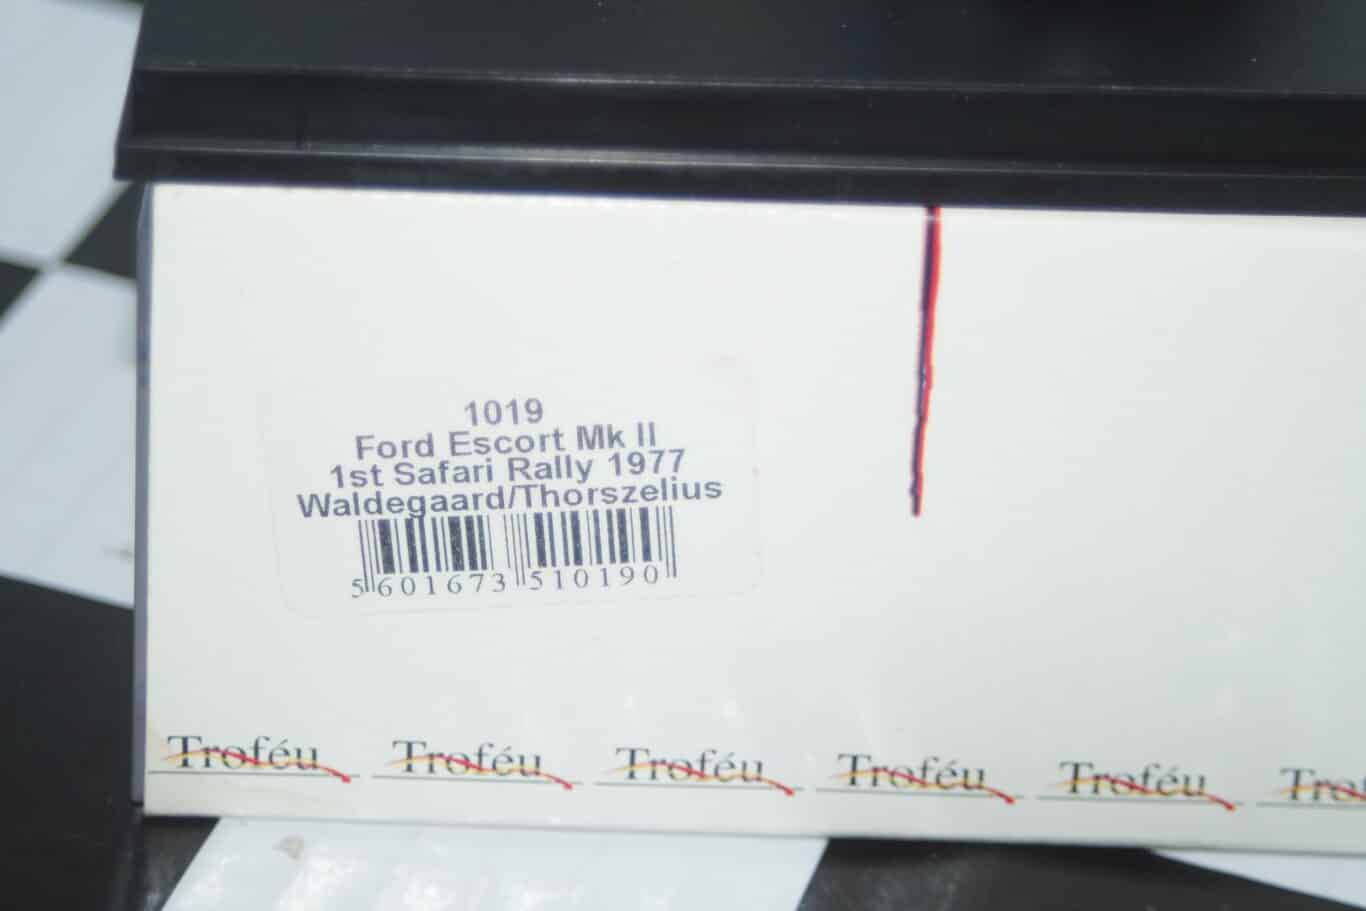 1019
Ford Escort Mk II
1st Safari Rally 1977
Waldegaard/Thorszelius
5 601673 510190
Troféu Troféu Troféu Troféu Troféu Tro